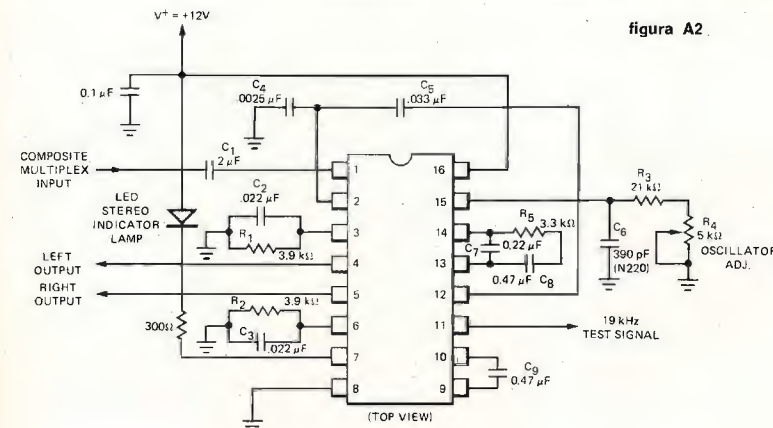 V+ = +12V
figura A2
0.1 µF
C4
.0025 µF
C5
.033 µF
COMPOSITE
MULTIPLEX
INPUT
C1
2 µF
LED
STEREO
INDICATOR
LAMP
C2
.022 µF
R1
3.9 kΩ
LEFT
OUTPUT
RIGHT
OUTPUT
R2
3.9 kΩ
C3
.022 µF
300Ω
1
2
3
4
5
6
7
8
16
15
14
13
12
11
10
9
R3
21 kΩ
R4
5 kΩ
OSCILLATOR
ADJ.
C6
390 pF
(N220)
R5
3.3 kΩ
C7
0.22 µF
0.47 µF
C8
19 kHz
TEST SIGNAL
C9
0.47 µF
(TOP VIEW)